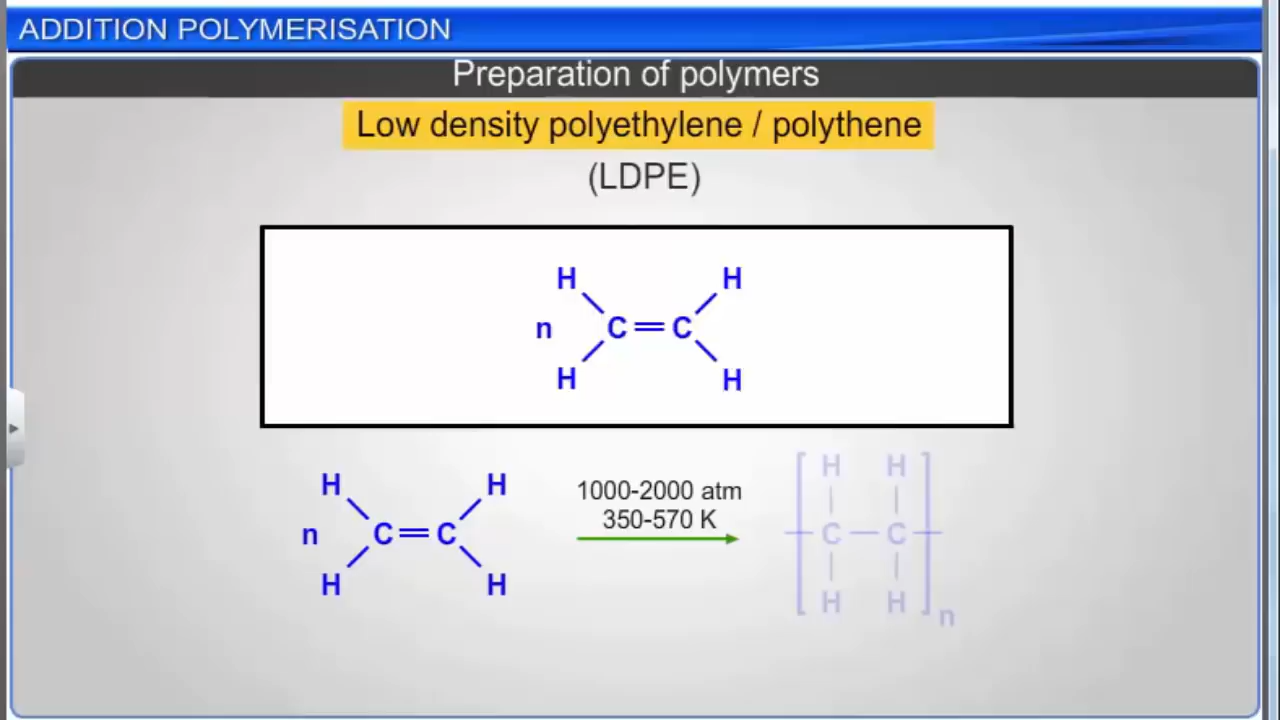 ADDITION POLYMERISATION
Preparation of polymers
Low density polyethylene / polythene
(LDPE)
H H
n C = C
H H
H H
n C = C
H H
1000-2000 atm
350-570 K
H H
C — C
H H
n